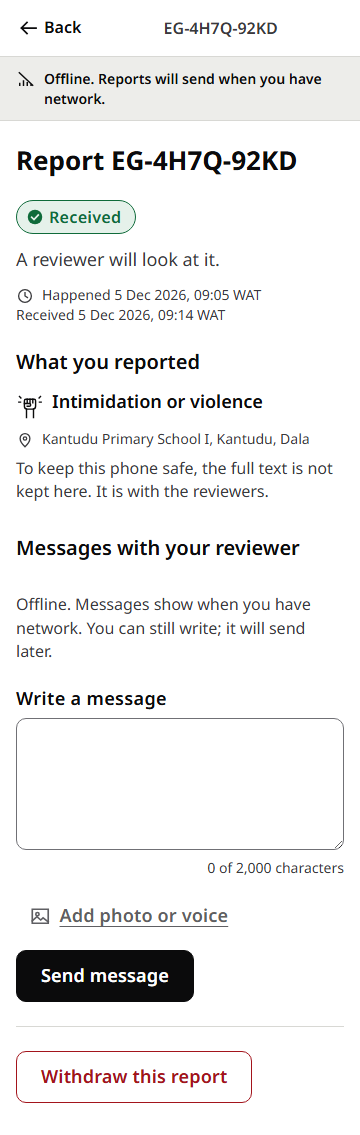 Back
EG-4H7Q-92KD
Offline. Reports will send when you have
network.
Report EG-4H7Q-92KD
Received
A reviewer will look at it.
Happened 5 Dec 2026, 09:05 WAT
Received 5 Dec 2026, 09:14 WAT
What you reported
Intimidation or violence
Kantudu Primary School I, Kantudu, Dala
To keep this phone safe, the full text is not
kept here. It is with the reviewers.
Messages with your reviewer
Offline. Messages show when you have
network. You can still write; it will send
later.
Write a message
0 of 2,000 characters
Add photo or voice
Send message
Withdraw this report